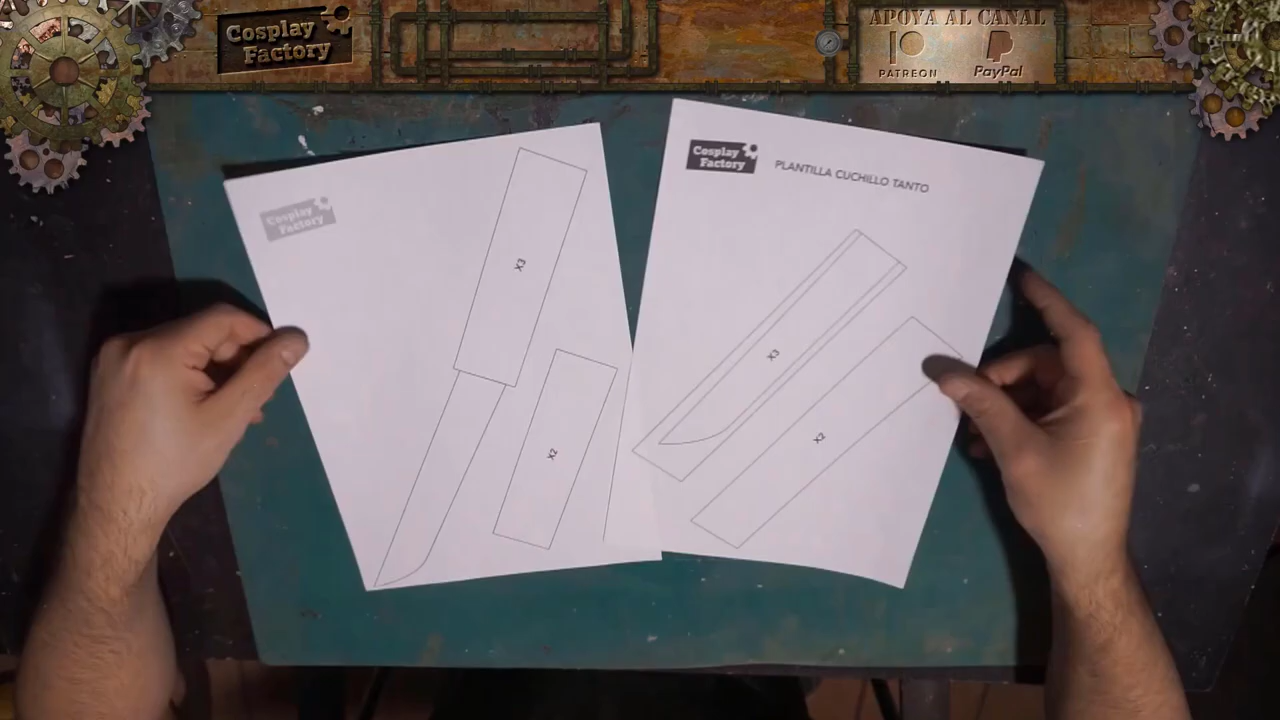 Cosplay
Factory
APOYA AL CANAL
PATREON
PayPal
Cosplay
Factory
X3
X2
Cosplay
Factory
PLANTILLA CUCHILLO TANTO
X3
X2